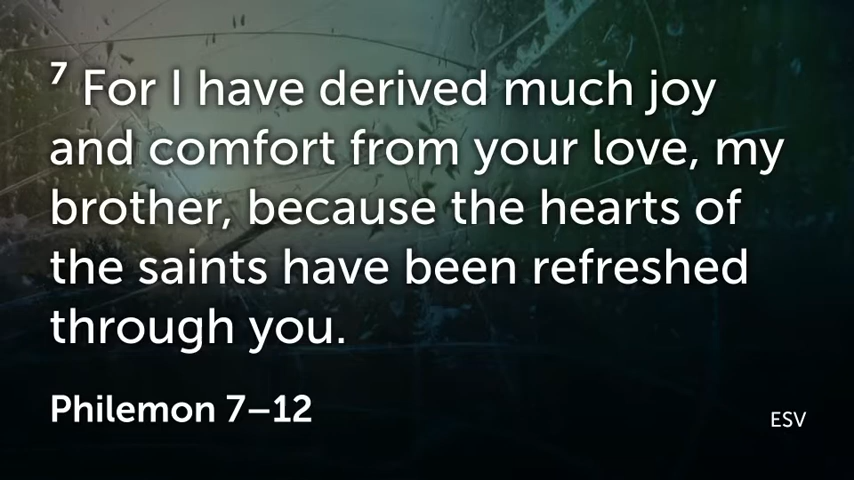 7 For I have derived much joy
and comfort from your love, my
brother, because the hearts of
the saints have been refreshed
through you.
Philemon 7–12
ESV